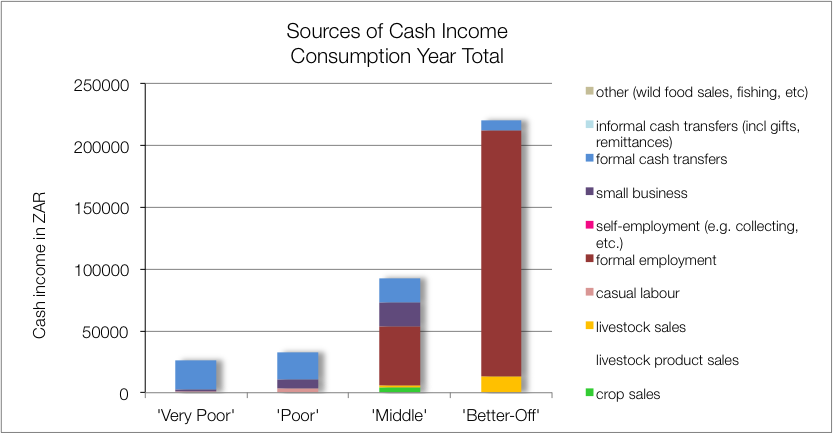 Sources of Cash Income
Consumption Year Total
Cash income in ZAR
250000
200000
150000
100000
50000
0
'Very Poor'
'Poor'
'Middle'
'Better-Off'
other (wild food sales, fishing, etc)
informal cash transfers (incl gifts,
remittances)
formal cash transfers
small business
self-employment (e.g. collecting,
etc.)
formal employment
casual labour
livestock sales
livestock product sales
crop sales